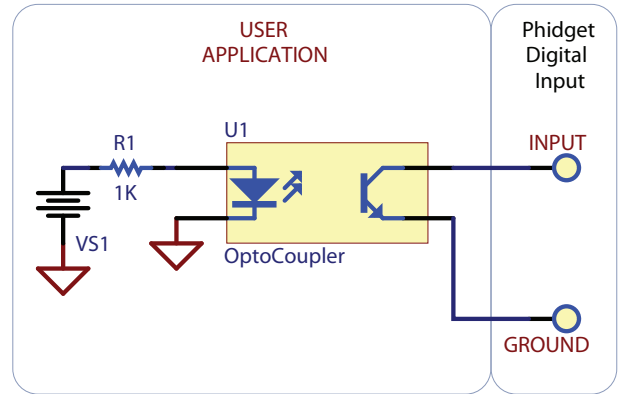 USER
APPLICATION
Phidget
Digital
Input
U1
R1
INPUT
1K
VS1
OptoCoupler
GROUND